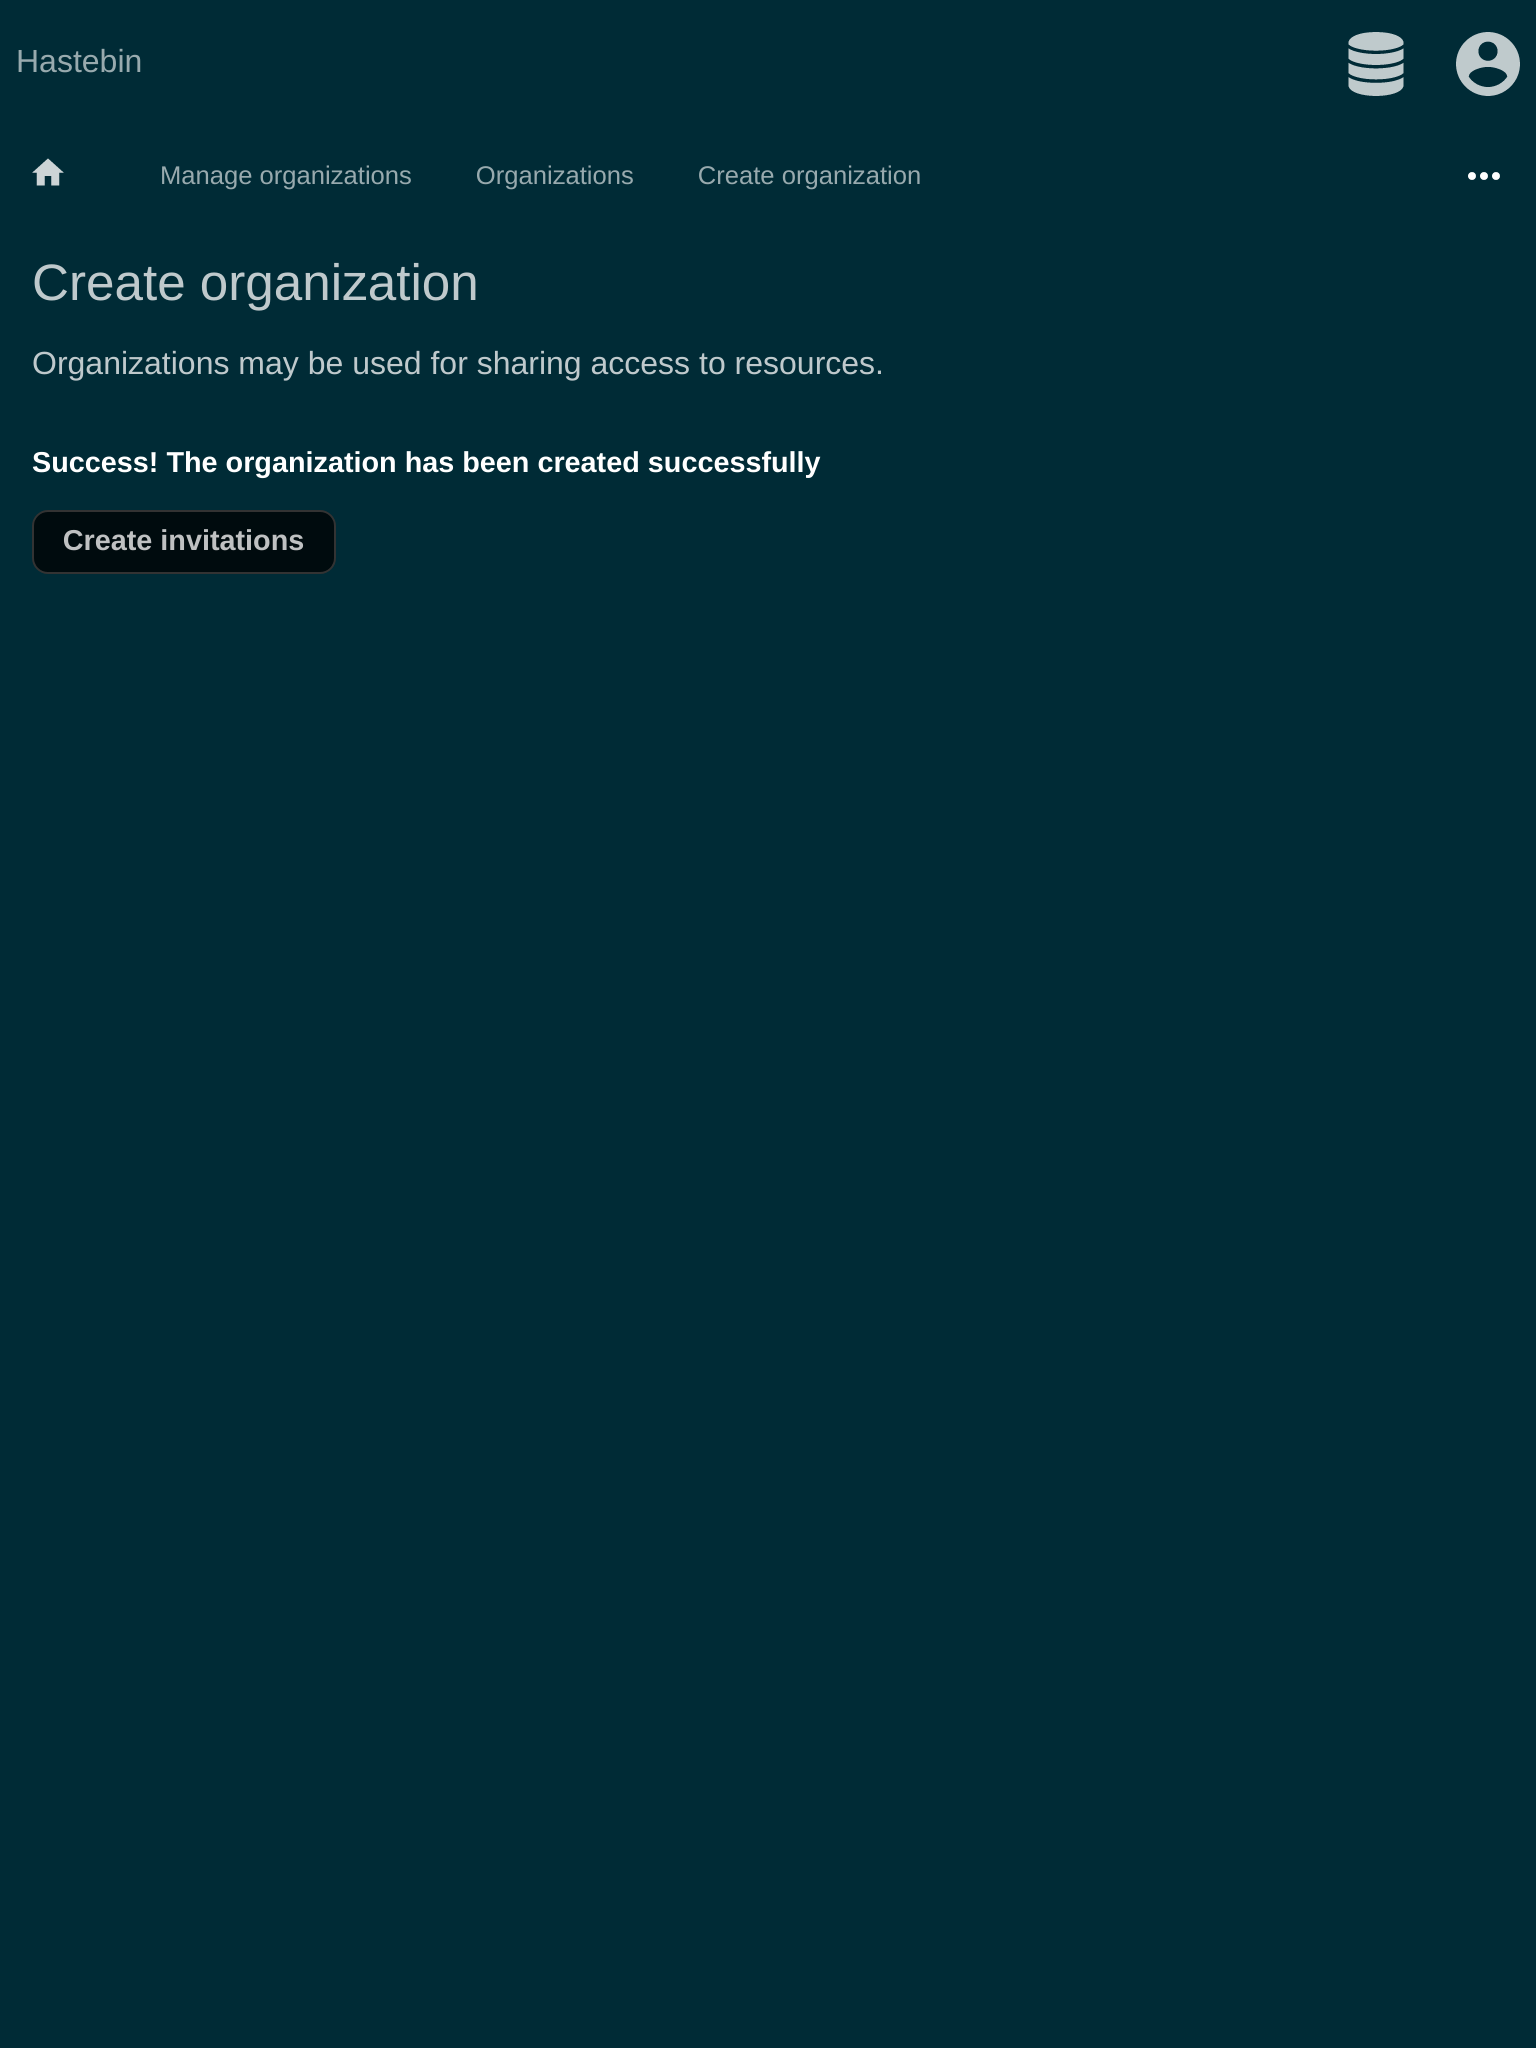 Hastebin
Manage organizations
Organizations
Create organization
Create organization
Organizations may be used for sharing access to resources.
Success! The organization has been created successfully
Create invitations